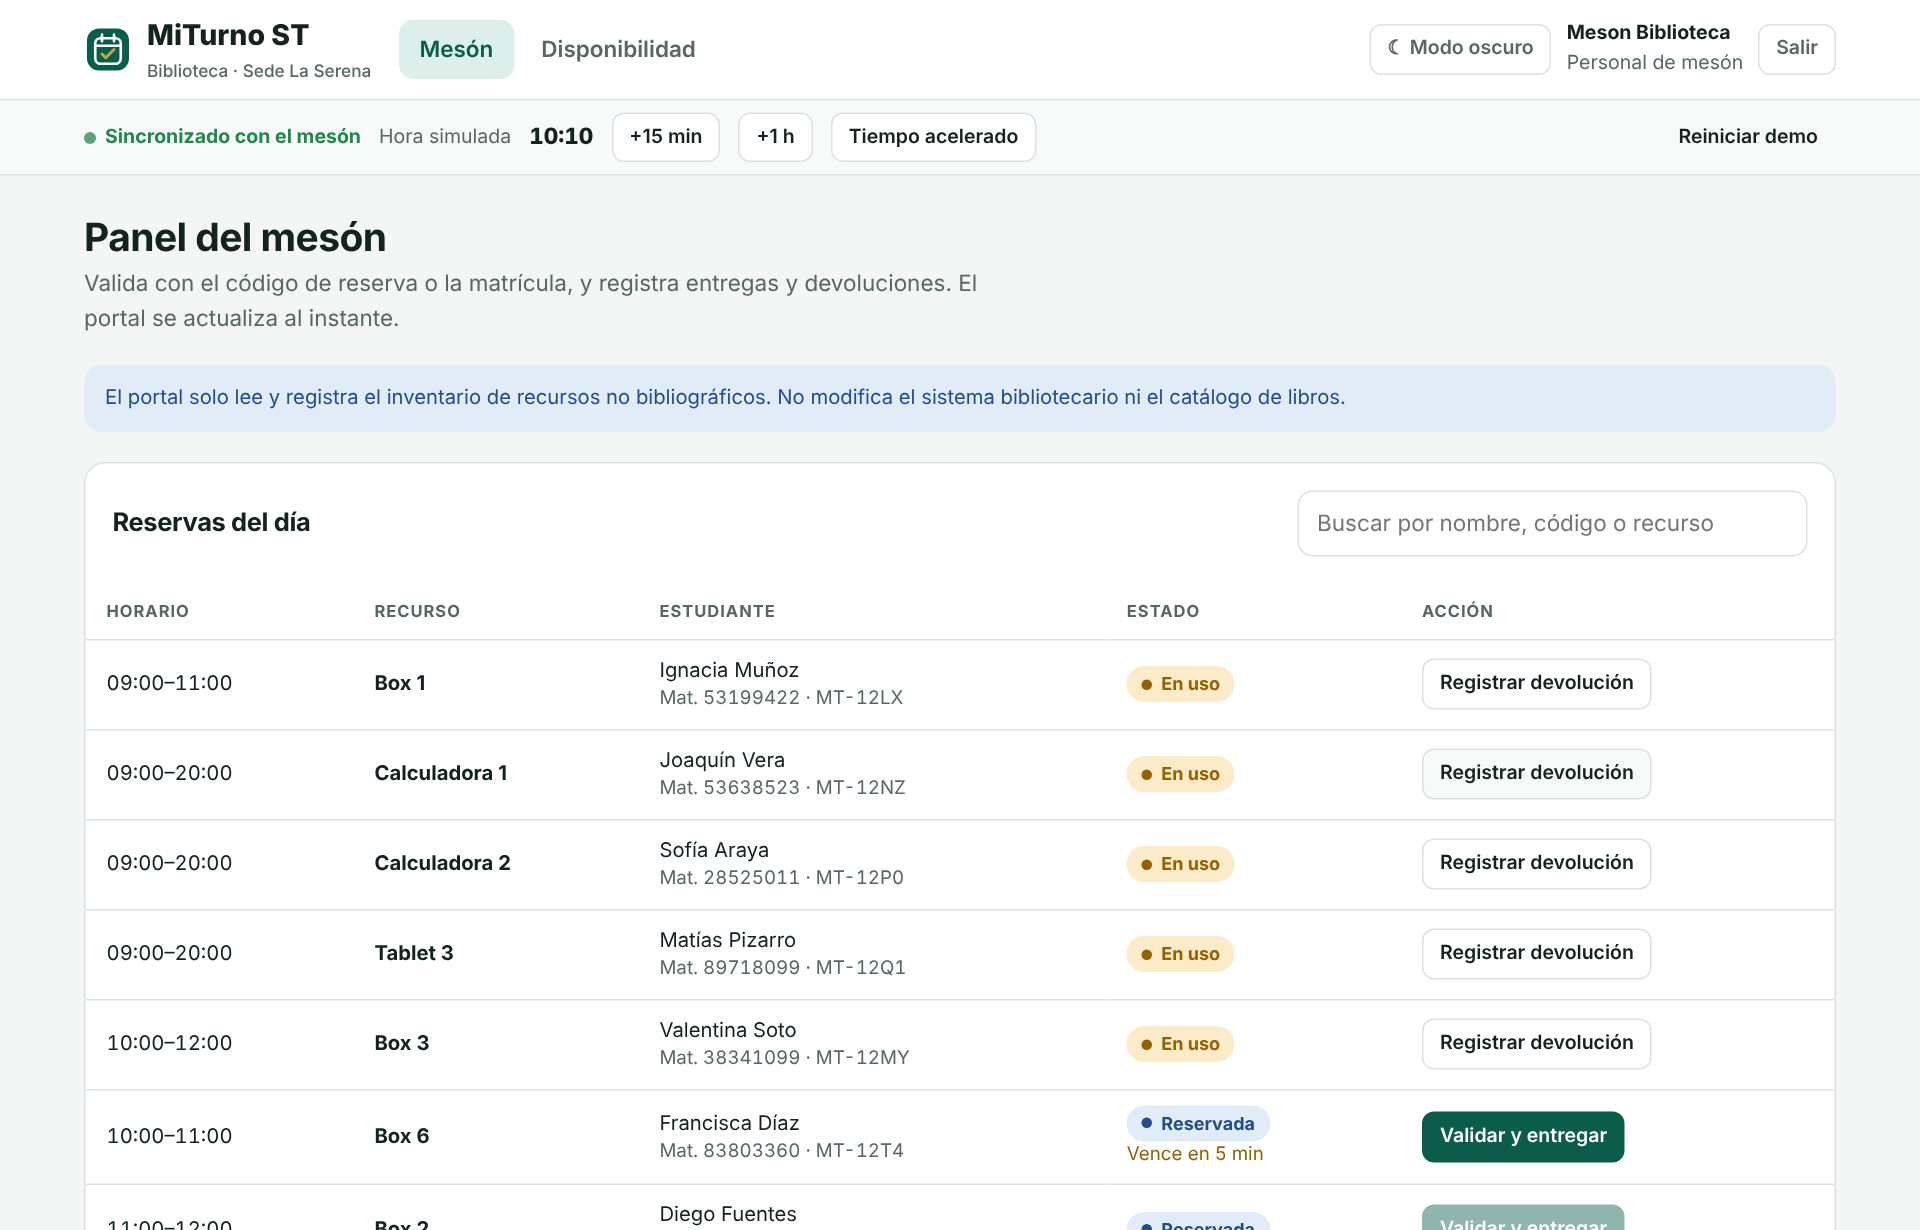 MiTurno ST
Biblioteca · Sede La Serena
Mesón
Disponibilidad
Modo oscuro
Meson Biblioteca
Personal de mesón
Salir
Sincronizado con el mesón
Hora simulada 10:10
+15 min
+1 h
Tiempo acelerado
Reiniciar demo
Panel del mesón
Valida con el código de reserva o la matrícula, y registra entregas y devoluciones. El
portal se actualiza al instante.
El portal solo lee y registra el inventario de recursos no bibliográficos. No modifica el sistema bibliotecario ni el catálogo de libros.
Reservas del día
Buscar por nombre, código o recurso
HORARIO RECURSO ESTUDIANTE ESTADO ACCIÓN
09:00–11:00 Box 1 Ignacia Muñoz En uso Registrar devolución
Mat. 53199422 · MT-12LX
09:00–20:00 Calculadora 1 Joaquín Vera En uso Registrar devolución
Mat. 53638523 · MT-12NZ
09:00–20:00 Calculadora 2 Sofía Araya En uso Registrar devolución
Mat. 28525011 · MT-12P0
09:00–20:00 Tablet 3 Matías Pizarro En uso Registrar devolución
Mat. 89718099 · MT-12Q1
10:00–12:00 Box 3 Valentina Soto En uso Registrar devolución
Mat. 38341099 · MT-12MY
10:00–11:00 Box 6 Francisca Díaz Reservada Validar y entregar
Mat. 83803360 · MT-12T4 Vence en 5 min
11:00–12:00 Box 2 Diego Fuentes Reservada Validar y entregar